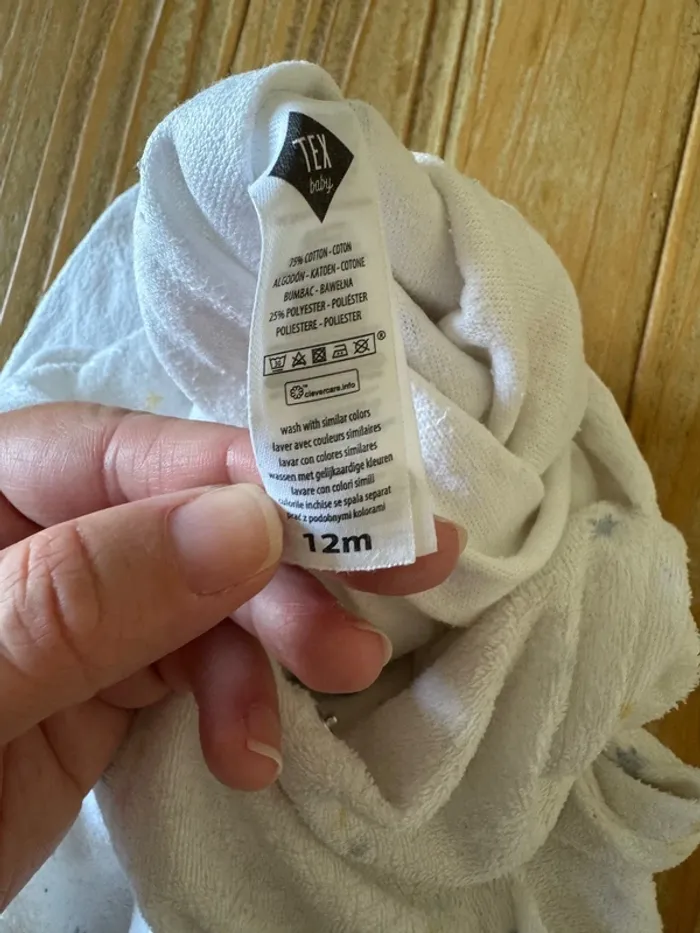 TEX
baby
75% COTTON - COTON
ALGODÓN - KATOEN - COTONE
BUMBAC - BAWEŁNA
25% POLYESTER - POLIÉSTER
POLIESTERE - POLIESTER
®
™ clevercare.info
wash with similar colors
laver avec couleurs similaires
lavar con colores similares
wassen met gelijkaardige kleuren
lavare con colori simili
culorile inchise se spala separat
prać z podobnymi kolorami
12m